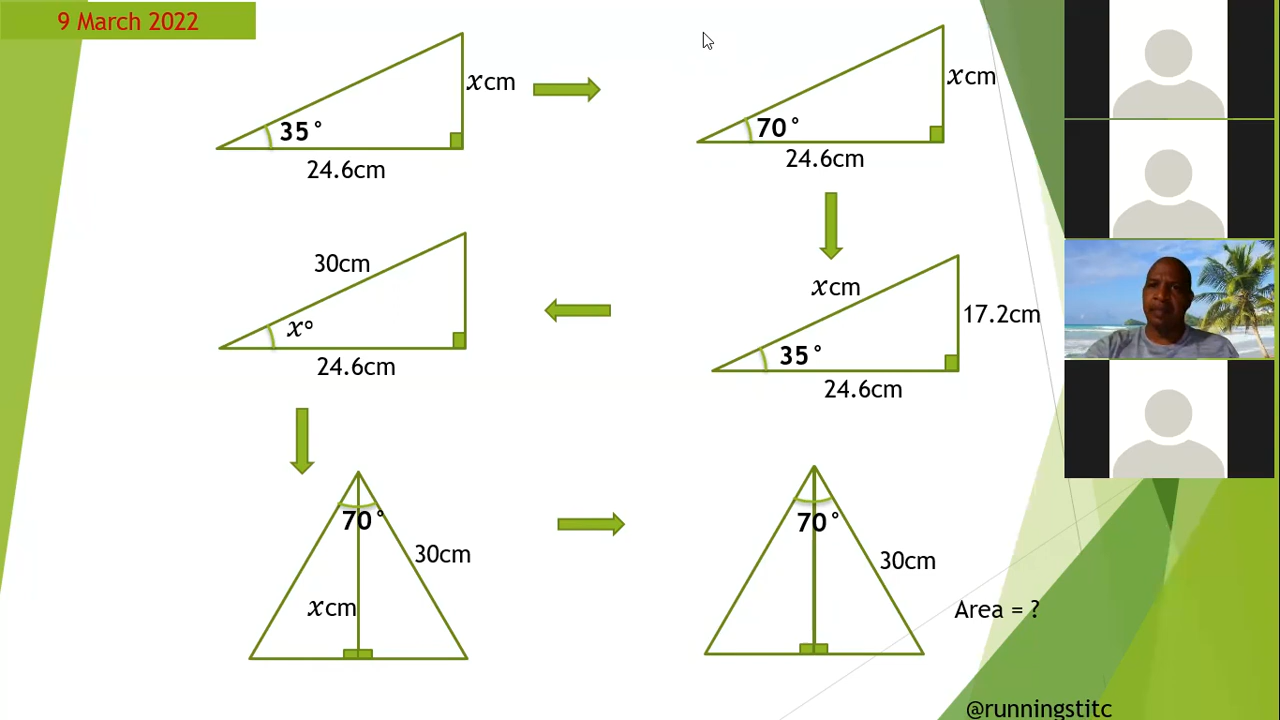 9 March 2022
𝑥cm
35°
24.6cm
𝑥cm
70°
24.6cm
30cm
𝑥°
24.6cm
𝑥cm
17.2cm
35°
24.6cm
70°
30cm
𝑥cm
70°
30cm
Area = ?
@runningstitc